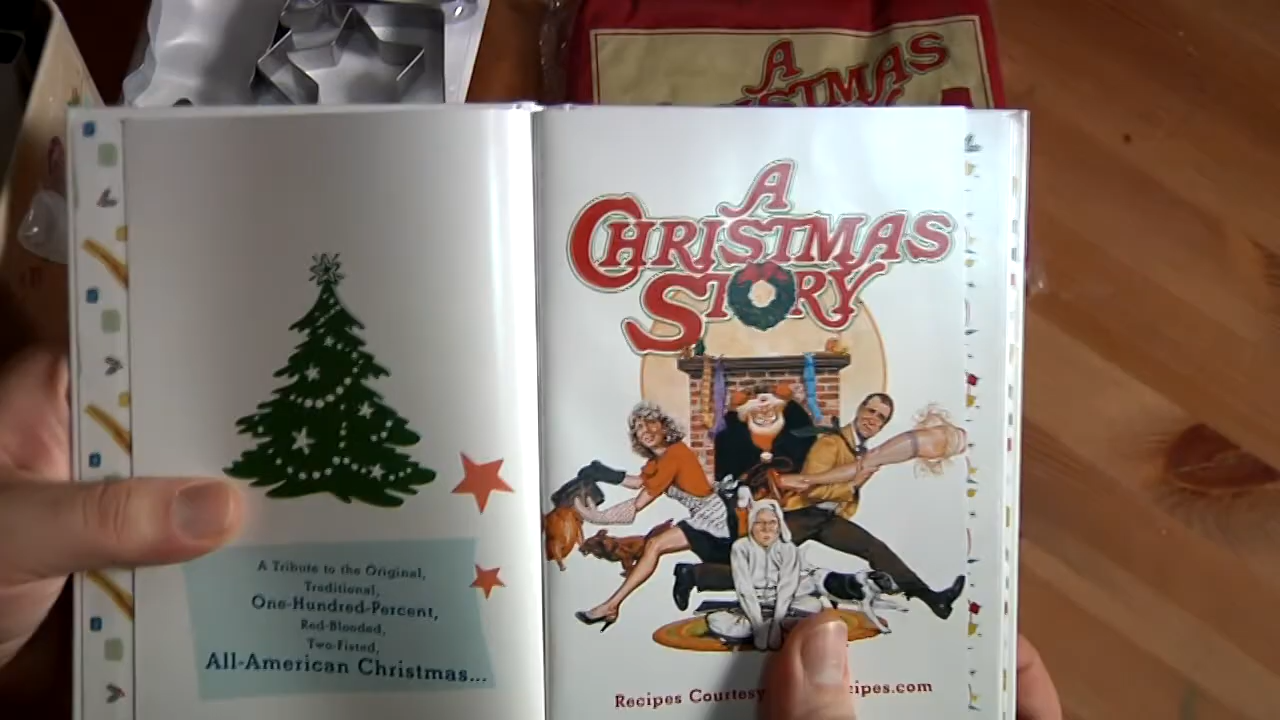 A
CHRISTMAS
A Tribute to the Original,
Traditional,
One-Hundred-Percent,
Red-Blooded,
Two-Fisted,
All-American Christmas...
A
CHRISTMAS
STORY
Recipes Courtesy ipes.com